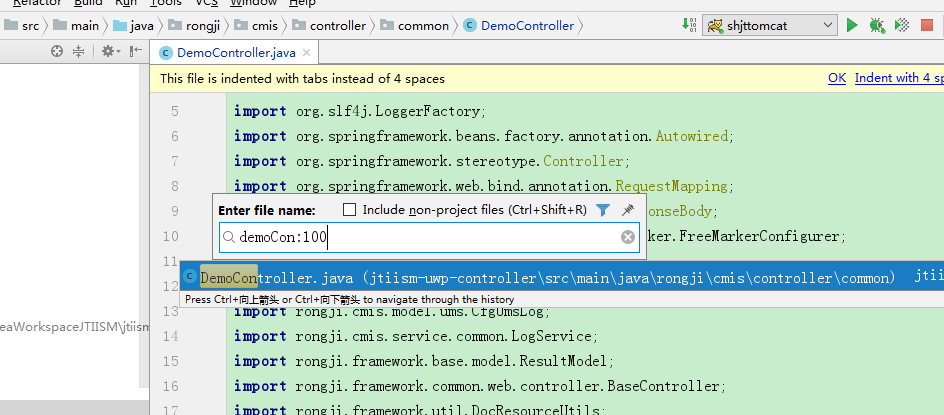 Refactor Build Run Tools VCS Window Help
src main java rongji cmis controller common DemoController shjttomcat
DemoController.java
This file is indented with tabs instead of 4 spaces OK Indent with 4 sp
5 import org.slf4j.LoggerFactory;
6 import org.springframework.beans.factory.annotation.Autowired;
7 import org.springframework.stereotype.Controller;
8 import org.springframework.web.bind.annotation.RequestMapping;
Enter file name: Include non-project files (Ctrl+Shift+R)
9 onseBody;
demoCon:100
10 ker.FreeMarkerConfigurer;
11
DemoController.java (jtiism-uwp-controller\src\main\java\rongji\cmis\controller\common) jtii
12
Press Ctrl+向上箭头 or Ctrl+向下箭头 to navigate through the history
13 import rongji.cmis.model.ums.CfgUmsLog;
eaWorkspaceJTIISM\jtiism
14 import rongji.cmis.service.common.LogService;
15 import rongji.framework.base.model.ResultModel;
16 import rongji.framework.common.web.controller.BaseController;
17 import rongji.framework.util.DocResourceUtils;